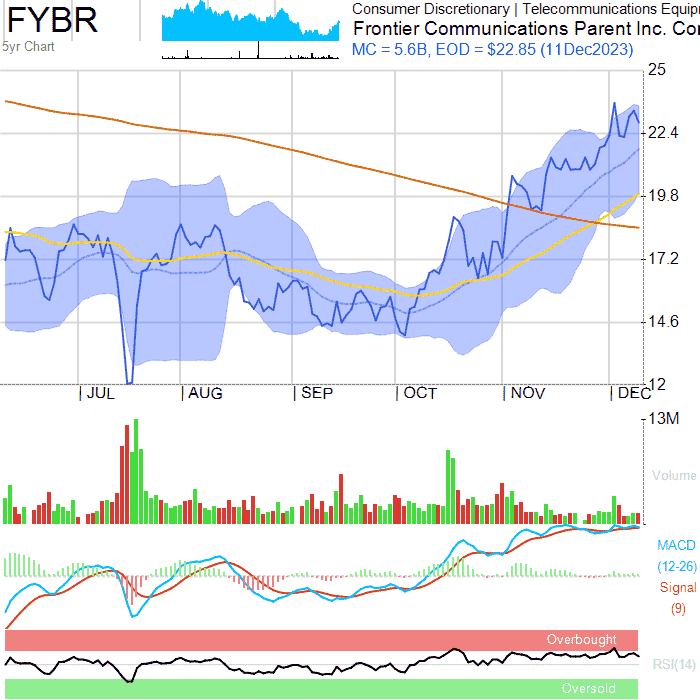 FYBR
5yr Chart
Consumer Discretionary | Telecommunications Equip
Frontier Communications Parent Inc. Co
MC = 5.6B, EOD = $22.85 (11Dec2023)
25
22.4
19.8
17.2
14.6
12
JUL
AUG
SEP
OCT
NOV
DEC
13M
Volume
MACD
(12-26)
Signal
(9)
Overbought
RSI(14)
Oversold